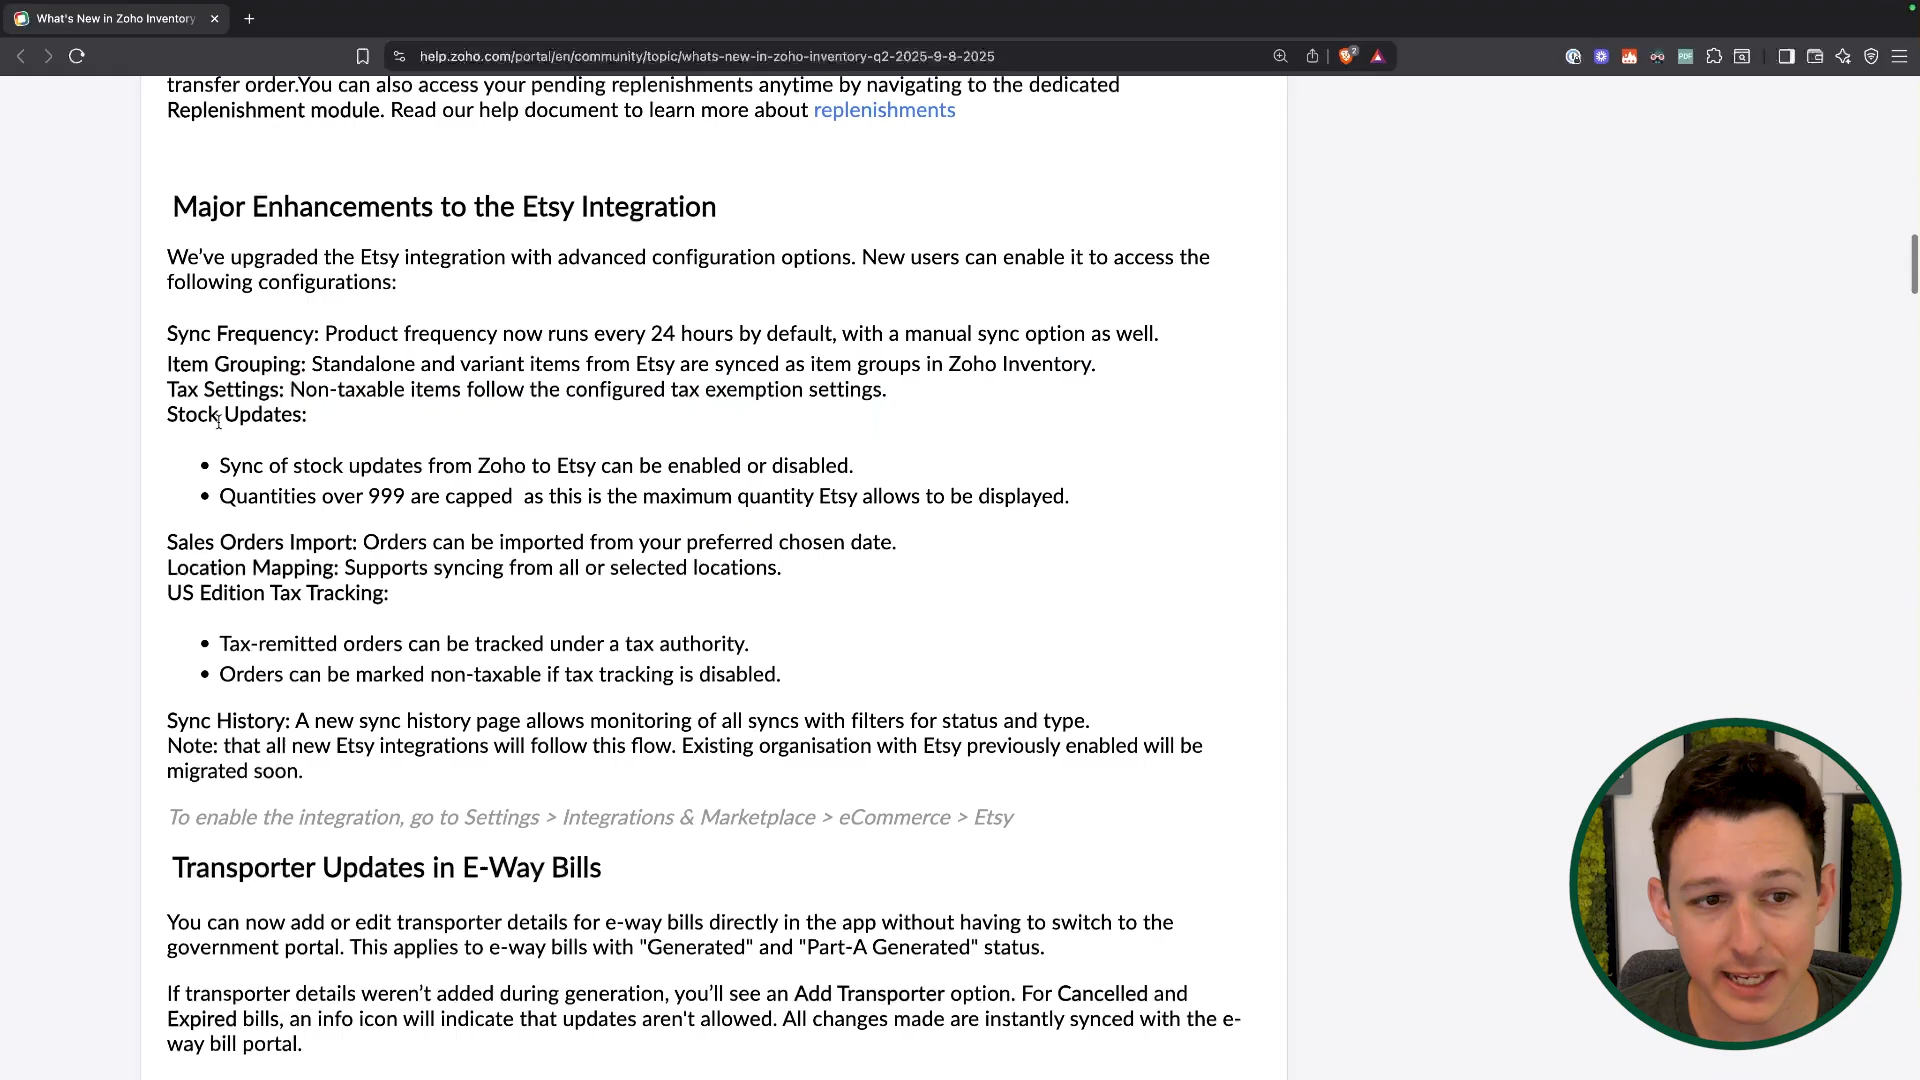 What's New in Zoho Inventory
help.zoho.com/portal/en/community/topic/whats-new-in-zoho-inventory-q2-2025-9-8-2025
2
PDF
transfer order.You can also access your pending replenishments anytime by navigating to the dedicated
Replenishment module. Read our help document to learn more about replenishments
Major Enhancements to the Etsy Integration
We've upgraded the Etsy integration with advanced configuration options. New users can enable it to access the
following configurations:
Sync Frequency: Product frequency now runs every 24 hours by default, with a manual sync option as well.
Item Grouping: Standalone and variant items from Etsy are synced as item groups in Zoho Inventory.
Tax Settings: Non-taxable items follow the configured tax exemption settings.
Stock Updates:
• Sync of stock updates from Zoho to Etsy can be enabled or disabled.
• Quantities over 999 are capped  as this is the maximum quantity Etsy allows to be displayed.
Sales Orders Import: Orders can be imported from your preferred chosen date.
Location Mapping: Supports syncing from all or selected locations.
US Edition Tax Tracking:
• Tax-remitted orders can be tracked under a tax authority.
• Orders can be marked non-taxable if tax tracking is disabled.
Sync History: A new sync history page allows monitoring of all syncs with filters for status and type.
Note: that all new Etsy integrations will follow this flow. Existing organisation with Etsy previously enabled will be
migrated soon.
To enable the integration, go to Settings > Integrations & Marketplace > eCommerce > Etsy
Transporter Updates in E-Way Bills
You can now add or edit transporter details for e-way bills directly in the app without having to switch to the
government portal. This applies to e-way bills with "Generated" and "Part-A Generated" status.
If transporter details weren't added during generation, you'll see an Add Transporter option. For Cancelled and
Expired bills, an info icon will indicate that updates aren't allowed. All changes made are instantly synced with the e-
way bill portal.